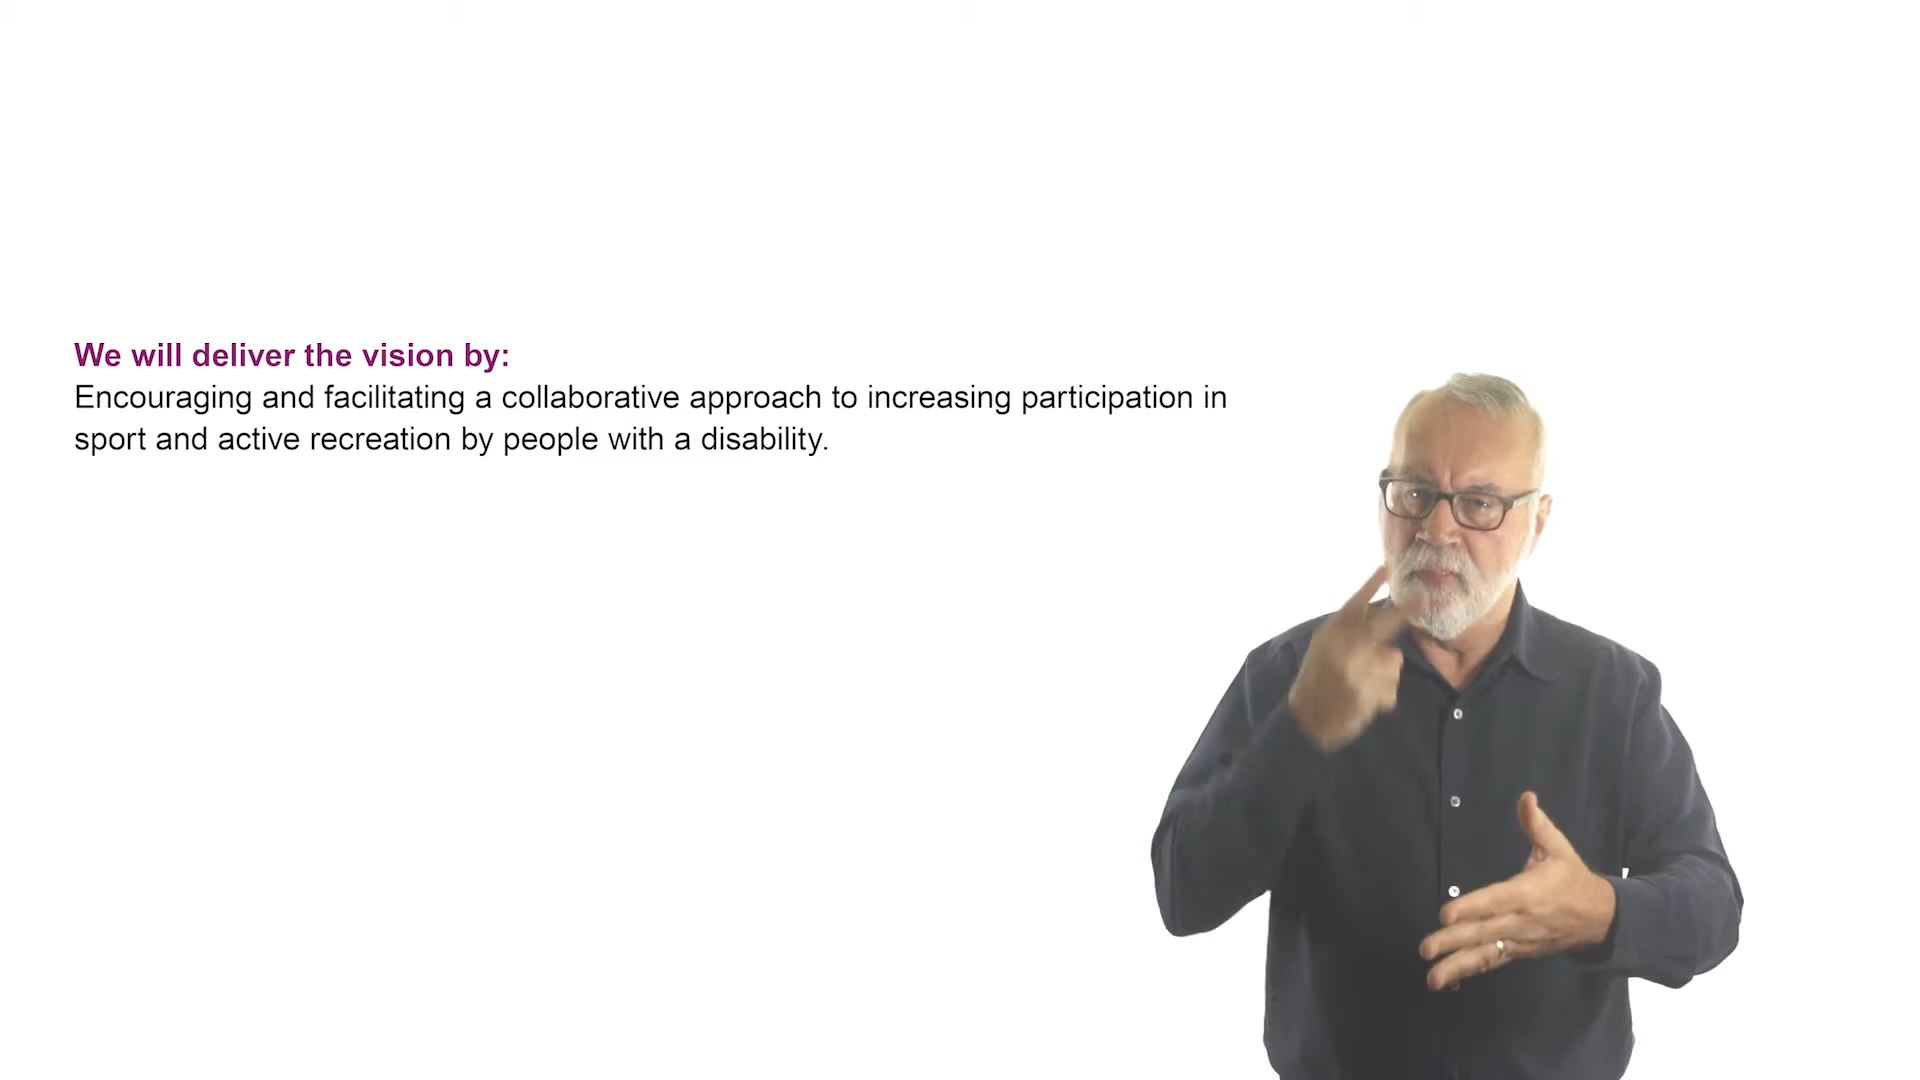 We will deliver the vision by:
Encouraging and facilitating a collaborative approach to increasing participation in
sport and active recreation by people with a disability.